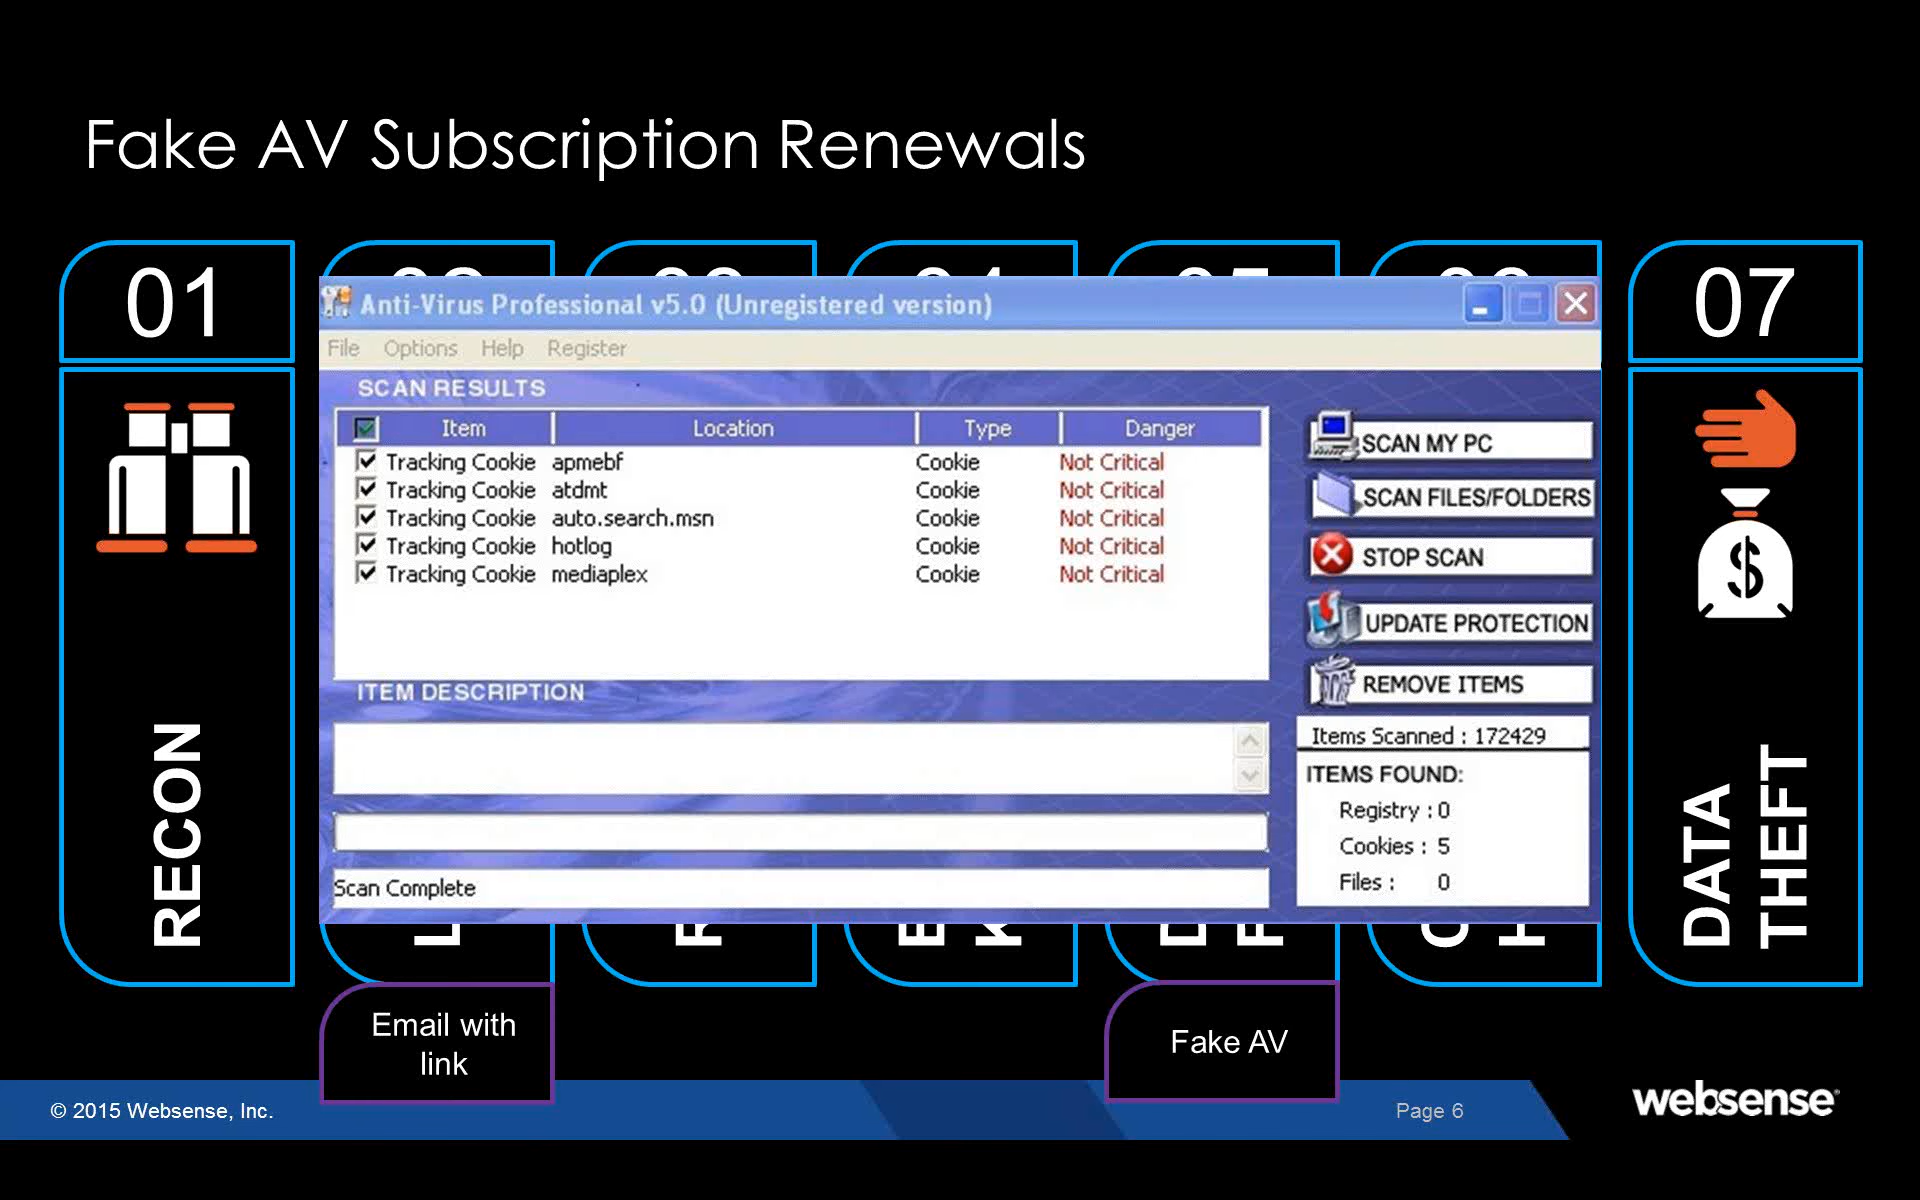 Fake AV Subscription Renewals
01
07
Anti-Virus Professional v5.0 (Unregistered version)
File Options Help Register
SCAN RESULTS
Item Location Type Danger
Tracking Cookie apmebf Cookie Not Critical
Tracking Cookie atdmt Cookie Not Critical
Tracking Cookie auto.search.msn Cookie Not Critical
Tracking Cookie hotlog Cookie Not Critical
Tracking Cookie mediaplex Cookie Not Critical
SCAN MY PC
SCAN FILES/FOLDERS
STOP SCAN
UPDATE PROTECTION
REMOVE ITEMS
ITEM DESCRIPTION
Scan Complete
Items Scanned : 172429
ITEMS FOUND:
Registry : 0
Cookies : 5
Files : 0
RECON
DATA
THEFT
$
Email with
link
Fake AV
© 2015 Websense, Inc.
Page 6
websense